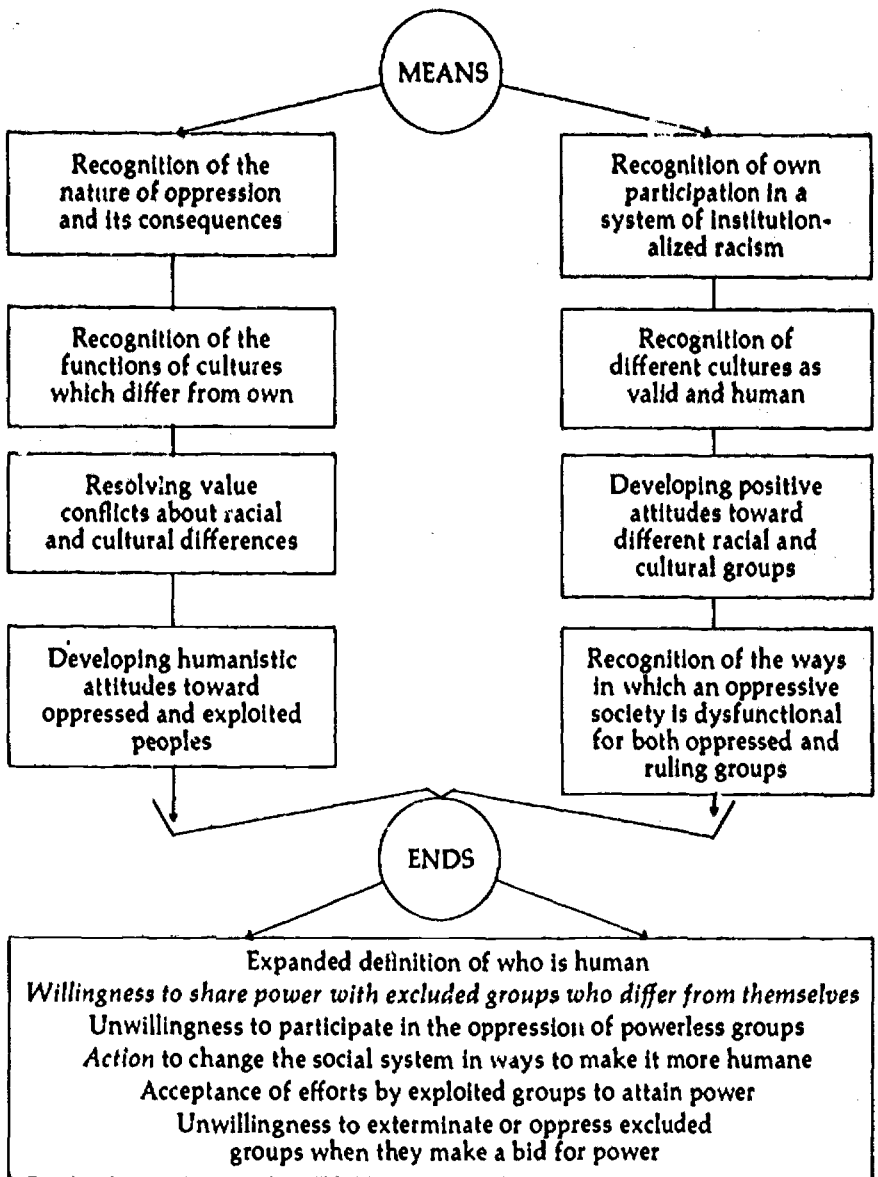 MEANS
Recognition of the
nature of oppression
and its consequences
Recognition of the
functions of cultures
which differ from own
Resolving value
conflicts about racial
and cultural differences
Developing humanistic
attitudes toward
oppressed and exploited
peoples
Recognition of own
participation in a
system of institution-
alized racism
Recognition of
different cultures as
valid and human
Developing positive
attitudes toward
different racial and
cultural groups
Recognition of the ways
in which an oppressive
society is dysfunctional
for both oppressed and
ruling groups
ENDS
Expanded definition of who is human
Willingness to share power with excluded groups who differ from themselves
Unwillingness to participate in the oppression of powerless groups
Action to change the social system in ways to make it more humane
Acceptance of efforts by exploited groups to attain power
Unwillingness to exterminate or oppress excluded
groups when they make a bid for power